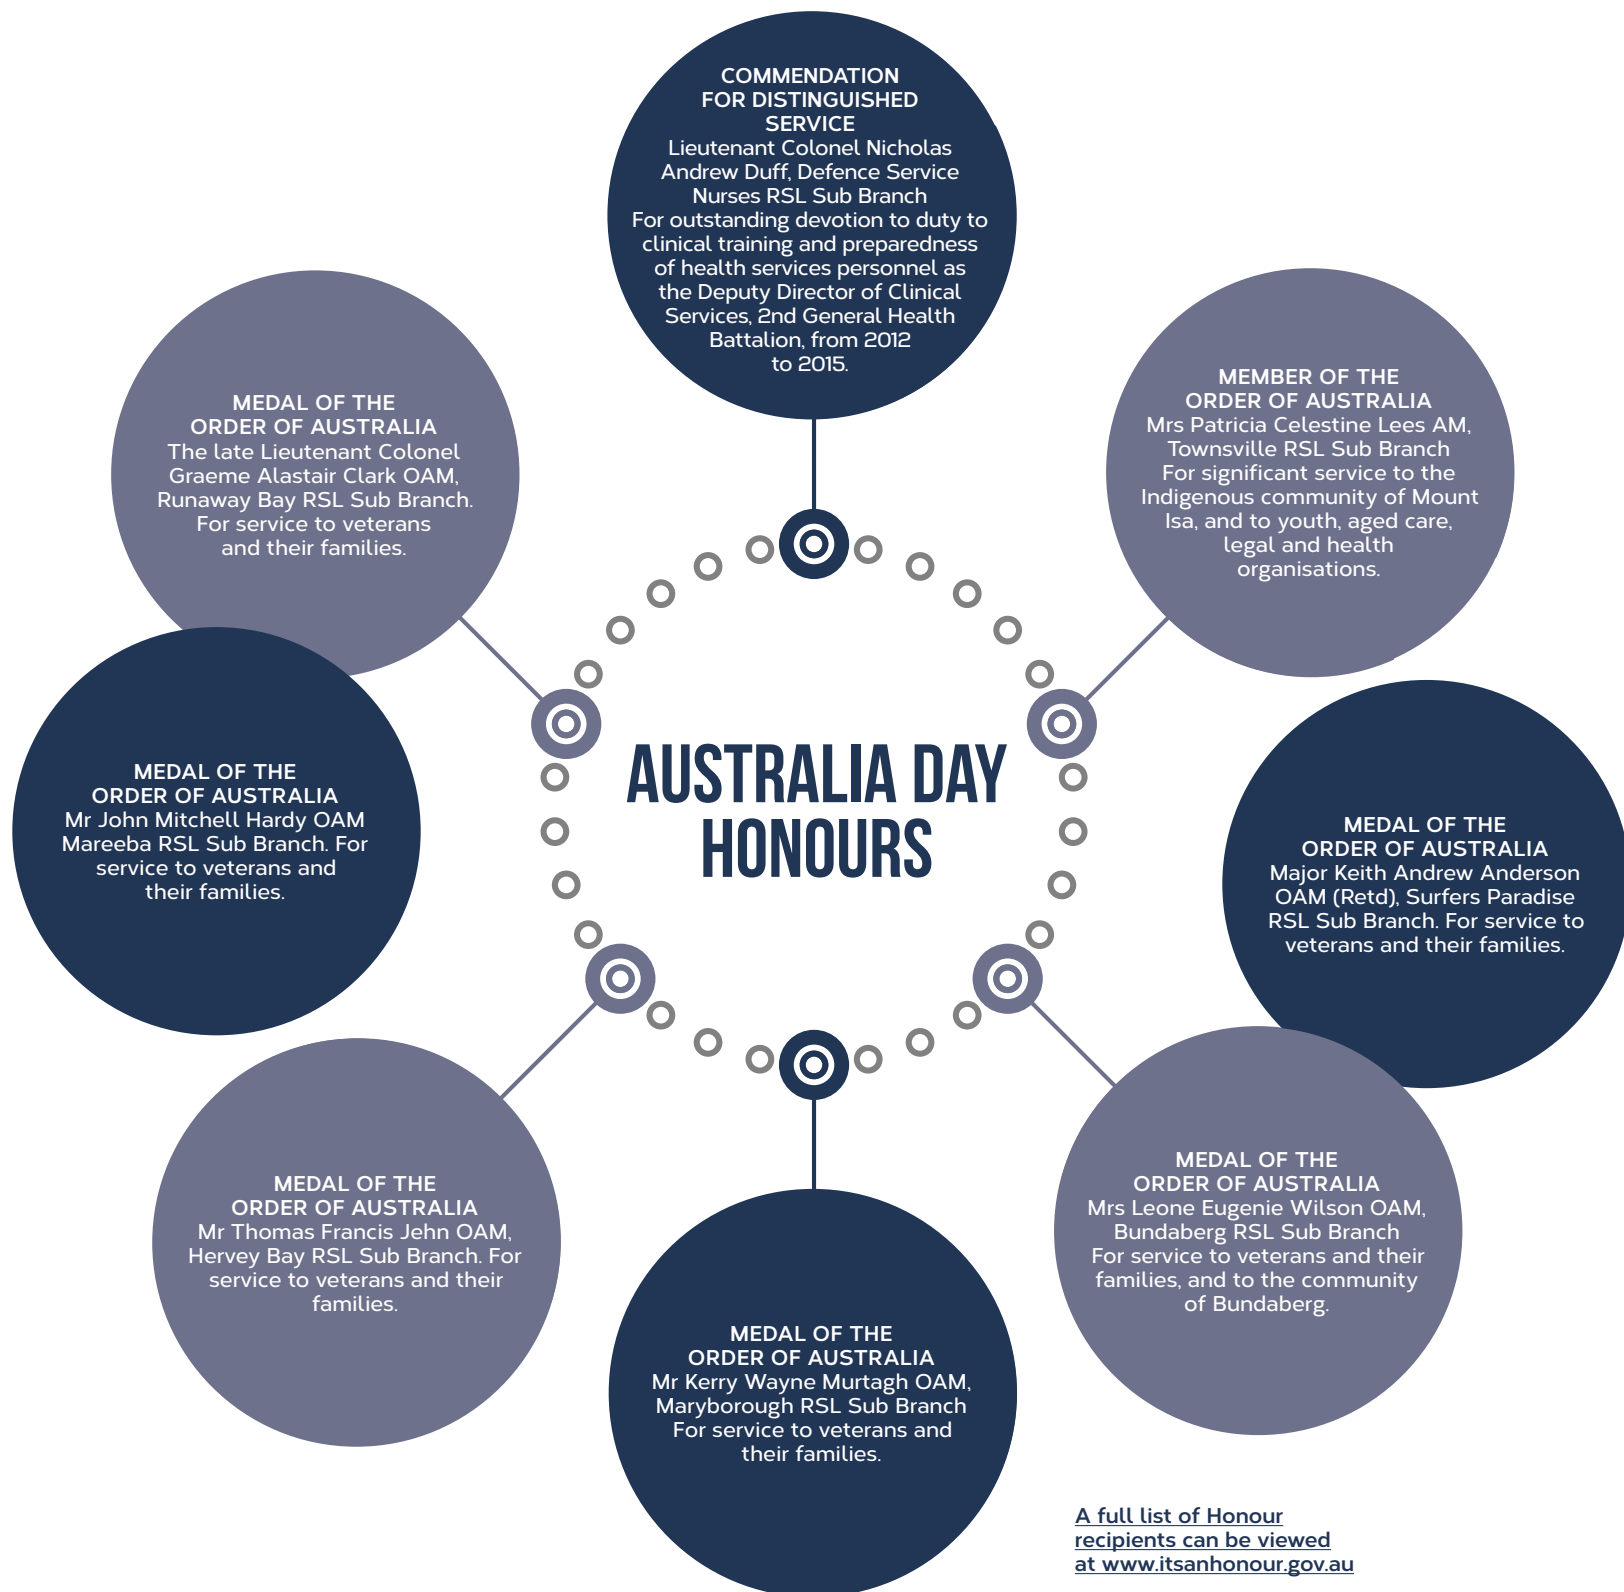 COMMENDATION
FOR DISTINGUISHED
SERVICE
Lieutenant Colonel Nicholas
Andrew Duff, Defence Service
Nurses RSL Sub Branch
For outstanding devotion to duty to
clinical training and preparedness
of health services personnel as
the Deputy Director of Clinical
Services, 2nd General Health
Battalion, from 2012
to 2015.
MEMBER OF THE
ORDER OF AUSTRALIA
Mrs Patricia Celestine Lees AM,
Townsville RSL Sub Branch
For significant service to the
Indigenous community of Mount
Isa, and to youth, aged care,
legal and health
organisations.
MEDAL OF THE
ORDER OF AUSTRALIA
Major Keith Andrew Anderson
OAM (Retd), Surfers Paradise
RSL Sub Branch. For service to
veterans and their families.
MEDAL OF THE
ORDER OF AUSTRALIA
Mrs Leone Eugenie Wilson OAM,
Bundaberg RSL Sub Branch
For service to veterans and their
families, and to the community
of Bundaberg.
MEDAL OF THE
ORDER OF AUSTRALIA
Mr Kerry Wayne Murtagh OAM,
Maryborough RSL Sub Branch
For service to veterans and
their families.
MEDAL OF THE
ORDER OF AUSTRALIA
Mr Thomas Francis Jehn OAM,
Hervey Bay RSL Sub Branch. For
service to veterans and their
families.
MEDAL OF THE
ORDER OF AUSTRALIA
Mr John Mitchell Hardy OAM
Mareeba RSL Sub Branch. For
service to veterans and
their families.
MEDAL OF THE
ORDER OF AUSTRALIA
The late Lieutenant Colonel
Graeme Alastair Clark OAM,
Runaway Bay RSL Sub Branch.
For service to veterans
and their families.
AUSTRALIA DAY
HONOURS
A full list of Honour
recipients can be viewed
at www.itsanhonour.gov.au